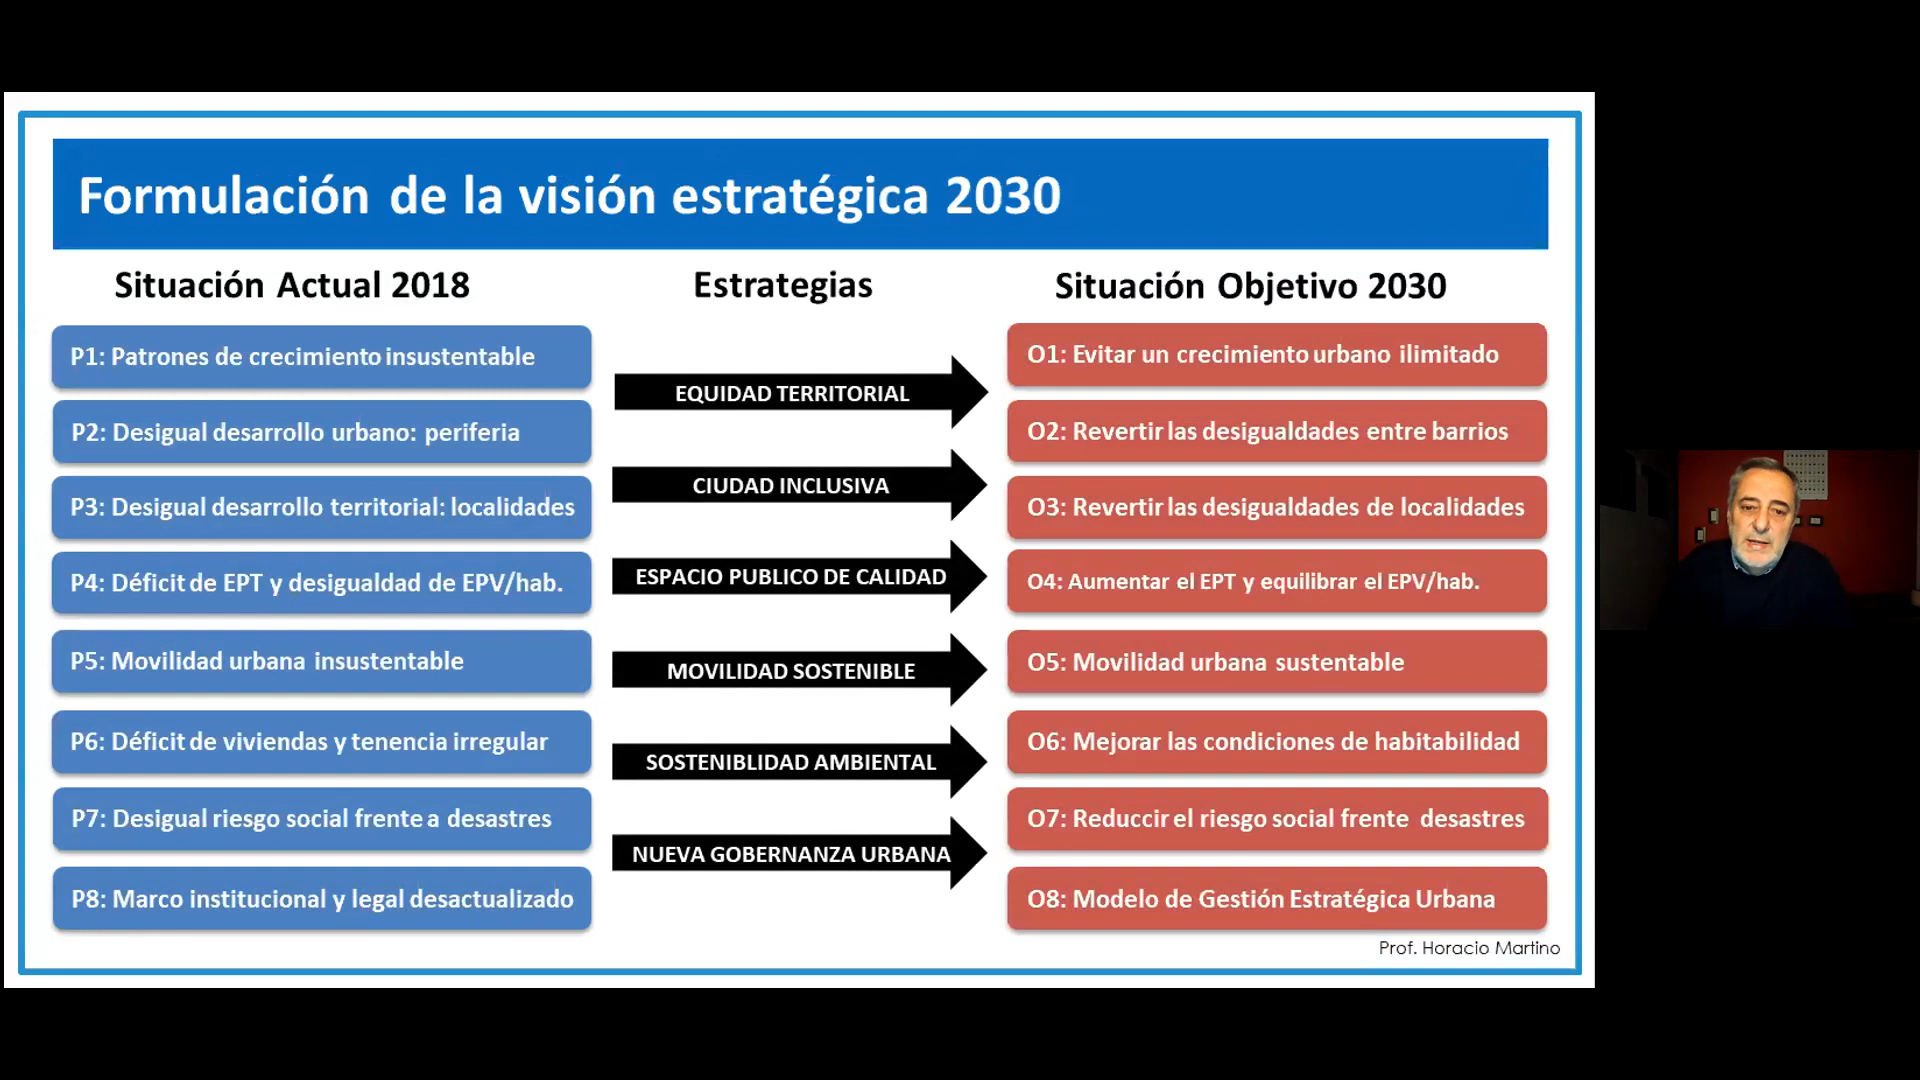 Formulación de la visión estratégica 2030
Situación Actual 2018
Estrategias
Situación Objetivo 2030
P1: Patrones de crecimiento insustentable
P2: Desigual desarrollo urbano: periferia
P3: Desigual desarrollo territorial: localidades
P4: Déficit de EPT y desigualdad de EPV/hab.
P5: Movilidad urbana insustentable
P6: Déficit de viviendas y tenencia irregular
P7: Desigual riesgo social frente a desastres
P8: Marco institucional y legal desactualizado
EQUIDAD TERRITORIAL
CIUDAD INCLUSIVA
ESPACIO PUBLICO DE CALIDAD
MOVILIDAD SOSTENIBLE
SOSTENIBLIDAD AMBIENTAL
NUEVA GOBERNANZA URBANA
O1: Evitar un crecimiento urbano ilimitado
O2: Revertir las desigualdades entre barrios
O3: Revertir las desigualdades de localidades
O4: Aumentar el EPT y equilibrar el EPV/hab.
O5: Movilidad urbana sustentable
O6: Mejorar las condiciones de habitabilidad
O7: Reduccir el riesgo social frente desastres
O8: Modelo de Gestión Estratégica Urbana
Prof. Horacio Martino